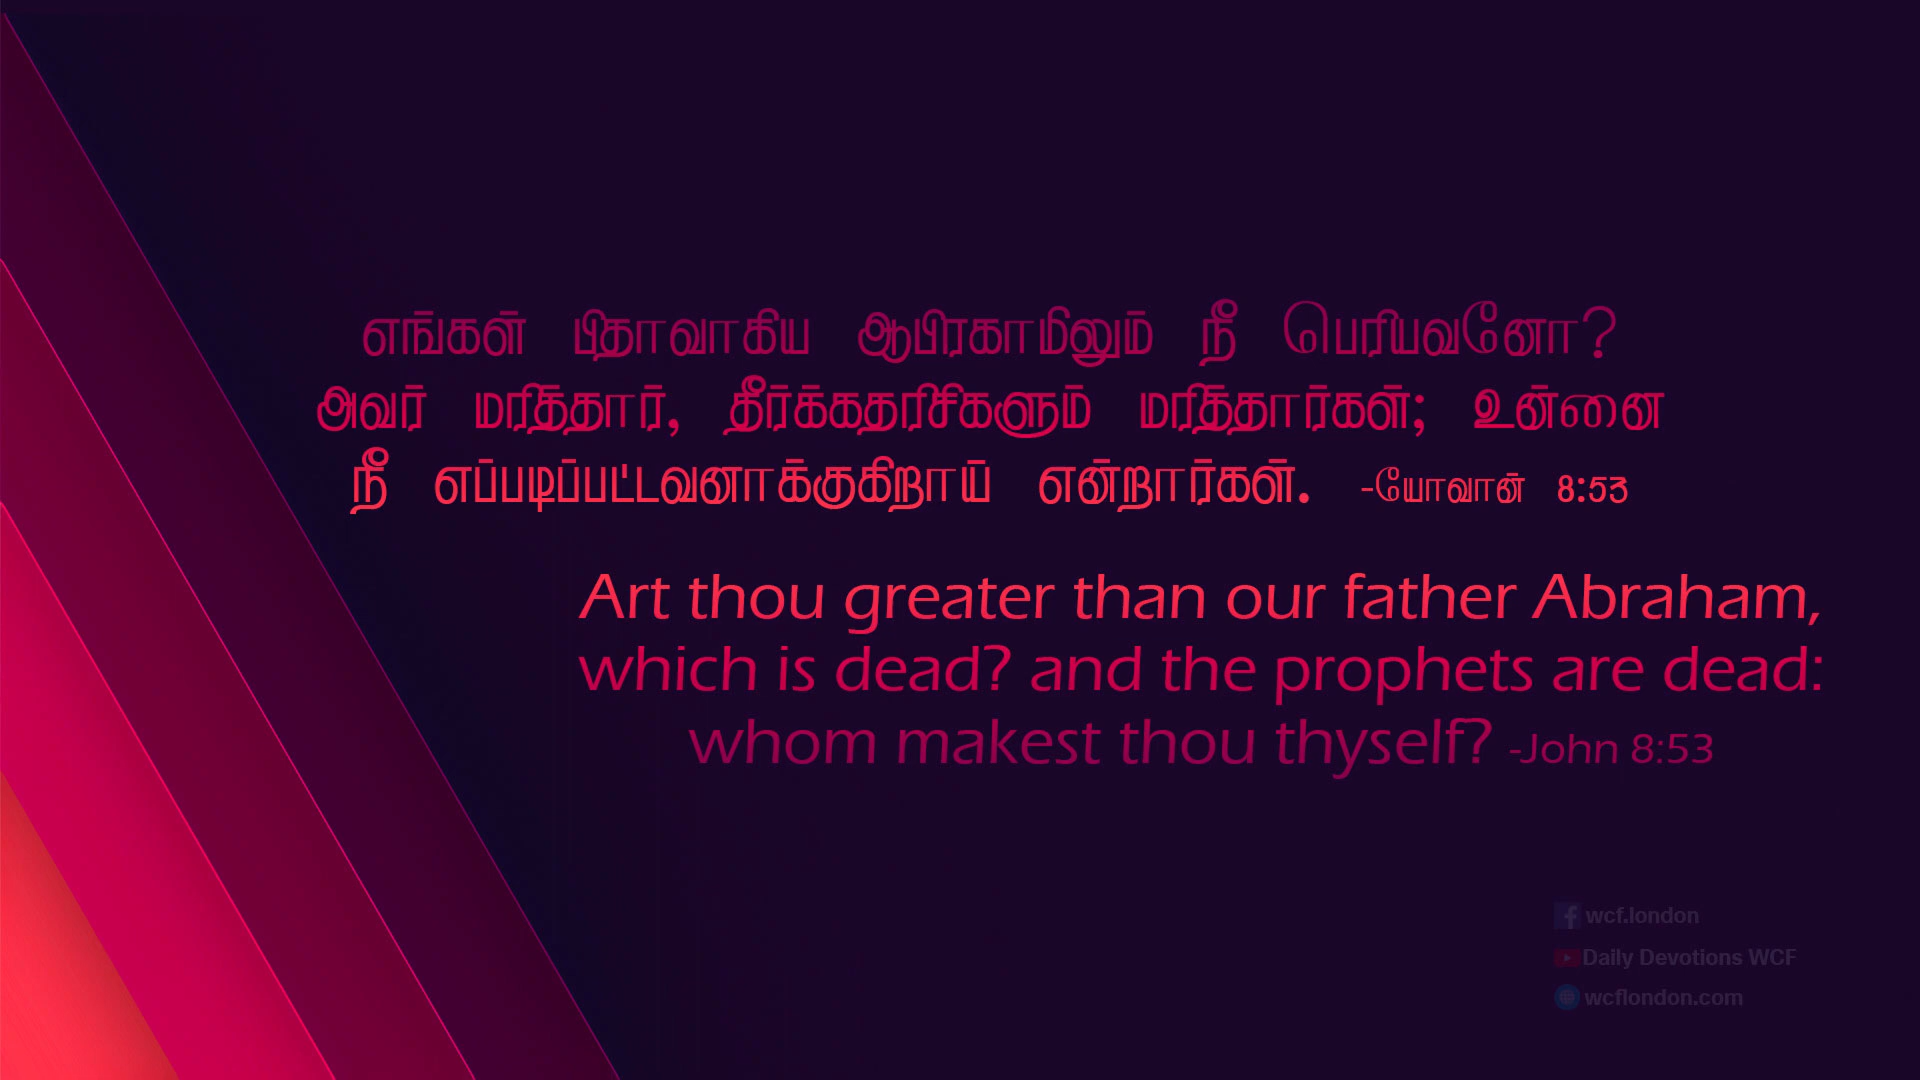 எங்கள் பிதாவாகிய ஆபிரகாமிலும் நீ பெரியவனோ?
அவர் மரித்தார், தீர்க்கதரிசிகளும் மரித்தார்கள்; உன்னை
நீ எப்படிப்பட்டவனாக்குகிறாய் என்றார்கள். -யோவான் 8:53
Art thou greater than our father Abraham,
which is dead? and the prophets are dead:
whom makest thou thyself? -John 8:53
wcf.london
Daily Devotions WCF
wcflondon.com